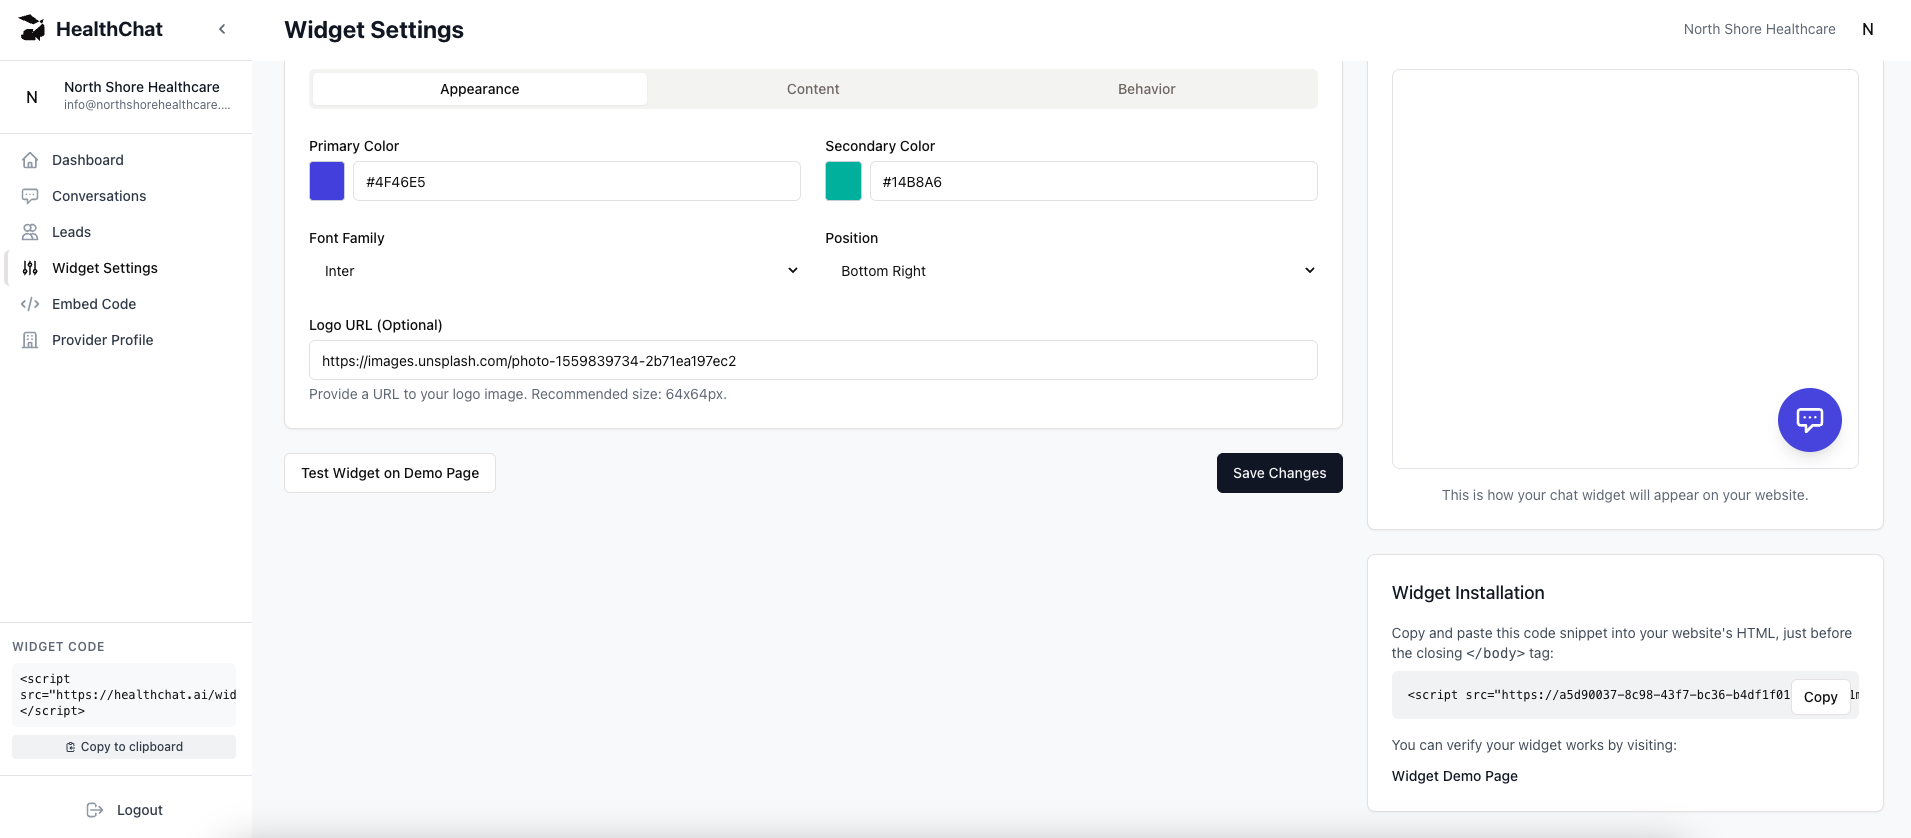 HealthChat
Widget Settings
North Shore Healthcare
N
N
North Shore Healthcare
info@northshorehealthcare....
Dashboard
Conversations
Leads
Widget Settings
Embed Code
Provider Profile
WIDGET CODE
<script
src="https://healthchat.ai/wid
</script>
Copy to clipboard
Logout
Appearance
Content
Behavior
Primary Color
Secondary Color
#4F46E5
#14B8A6
Font Family
Position
Inter
Bottom Right
Logo URL (Optional)
https://images.unsplash.com/photo-1559839734-2b71ea197ec2
Provide a URL to your logo image. Recommended size: 64x64px.
Test Widget on Demo Page
Save Changes
This is how your chat widget will appear on your website.
Widget Installation
Copy and paste this code snippet into your website's HTML, just before
the closing </body> tag:
<script src="https://a5d90037-8c98-43f7-bc36-b4df1f01
Copy
You can verify your widget works by visiting:
Widget Demo Page